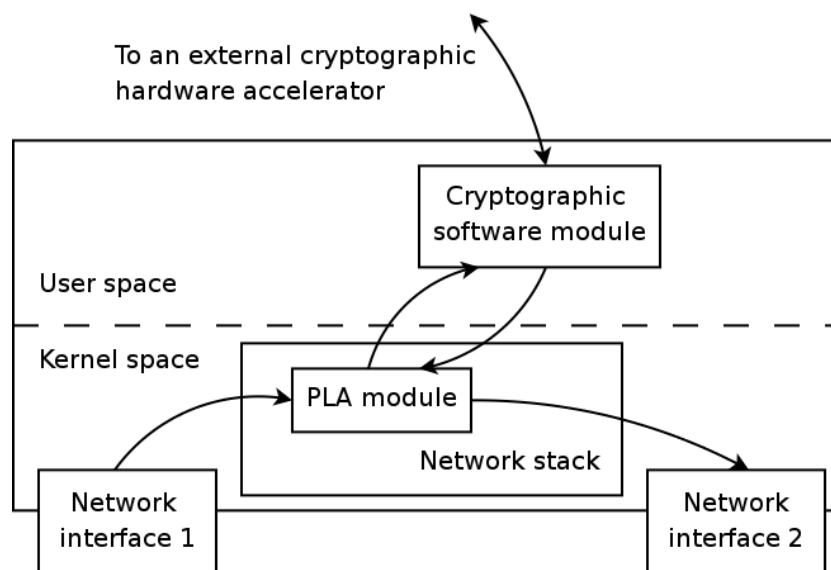 To an external cryptographic
hardware accelerator
Cryptographic
software module
User space
Kernel space
PLA module
Network stack
Network
interface 1
Network
interface 2